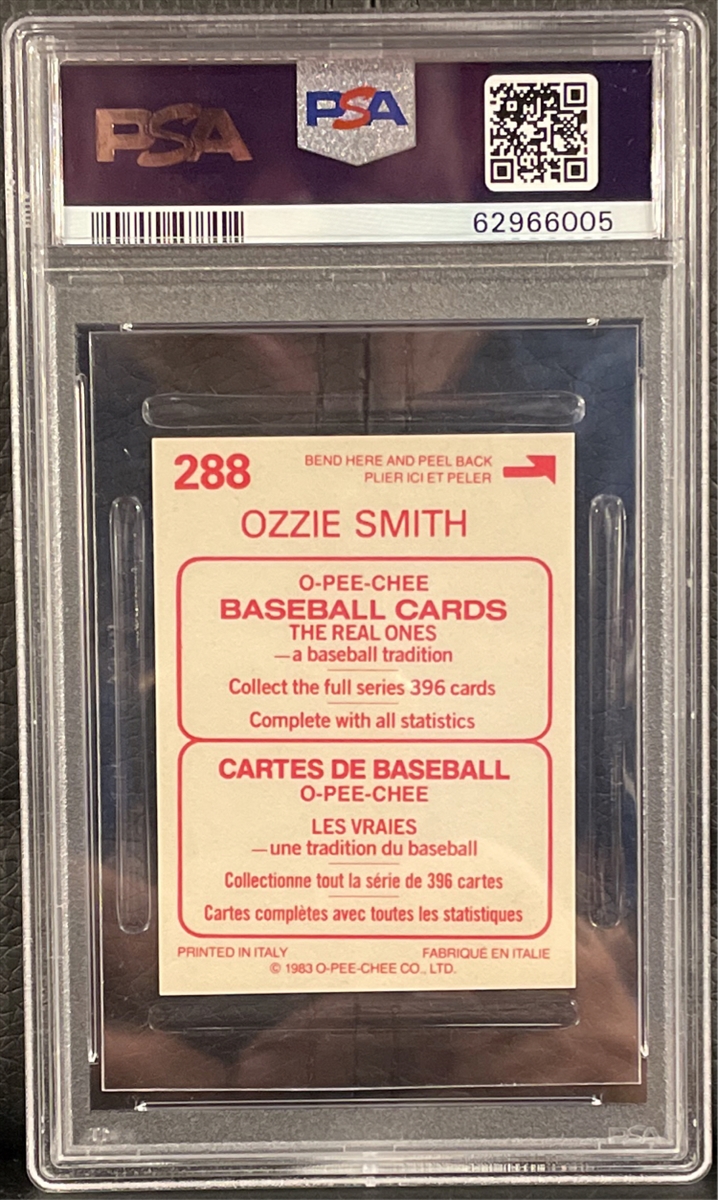 PSA
PSA
62966005
288
BEND HERE AND PEEL BACK
PLIER ICI ET PELER
OZZIE SMITH
O-PEE-CHEE
BASEBALL CARDS
THE REAL ONES
—a baseball tradition
Collect the full series 396 cards
Complete with all statistics
CARTES DE BASEBALL
O-PEE-CHEE
LES VRAIES
—une tradition du baseball
Collectionne tout la série de 396 cartes
Cartes complètes avec toutes les statistiques
PRINTED IN ITALY
FABRIQUÉ EN ITALIE
© 1983 O-PEE-CHEE CO., LTD.
PSA